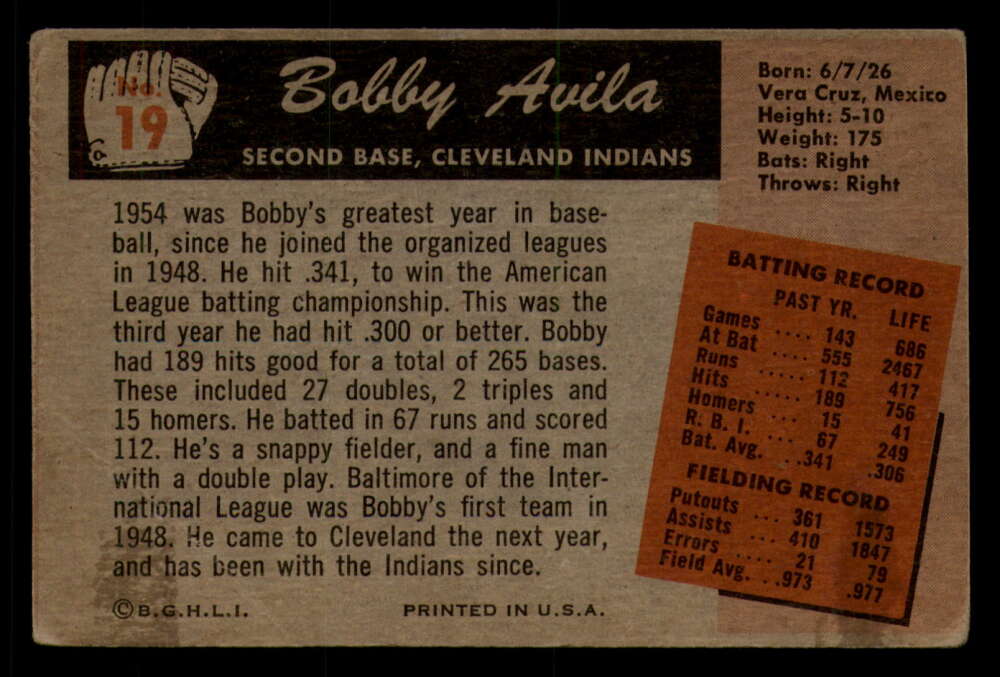 No.
19
Bobby Avila
SECOND BASE, CLEVELAND INDIANS
Born: 6/7/26
Vera Cruz, Mexico
Height: 5-10
Weight: 175
Bats: Right
Throws: Right
1954 was Bobby's greatest year in base-
ball, since he joined the organized leagues
in 1948. He hit .341, to win the American
League batting championship. This was the
third year he had hit .300 or better. Bobby
had 189 hits good for a total of 265 bases.
These included 27 doubles, 2 triples and
15 homers. He batted in 67 runs and scored
112. He's a snappy fielder, and a fine man
with a double play. Baltimore of the Inter-
national League was Bobby's first team in
1948. He came to Cleveland the next year,
and has been with the Indians since.
©B.G.H.L.I. PRINTED IN U.S.A.
BATTING RECORD
PAST YR. LIFE
Games .... 143 686
At Bat .... 555 2467
Runs ..... 112 417
Hits ..... 189 756
Homers .... 15 41
R. B. I. ... 67 249
Bat. Avg. . .341 .306
FIELDING RECORD
Putouts ... 361 1573
Assists ... 410 1847
Errors .... 21 79
Field Avg. . .973 .977